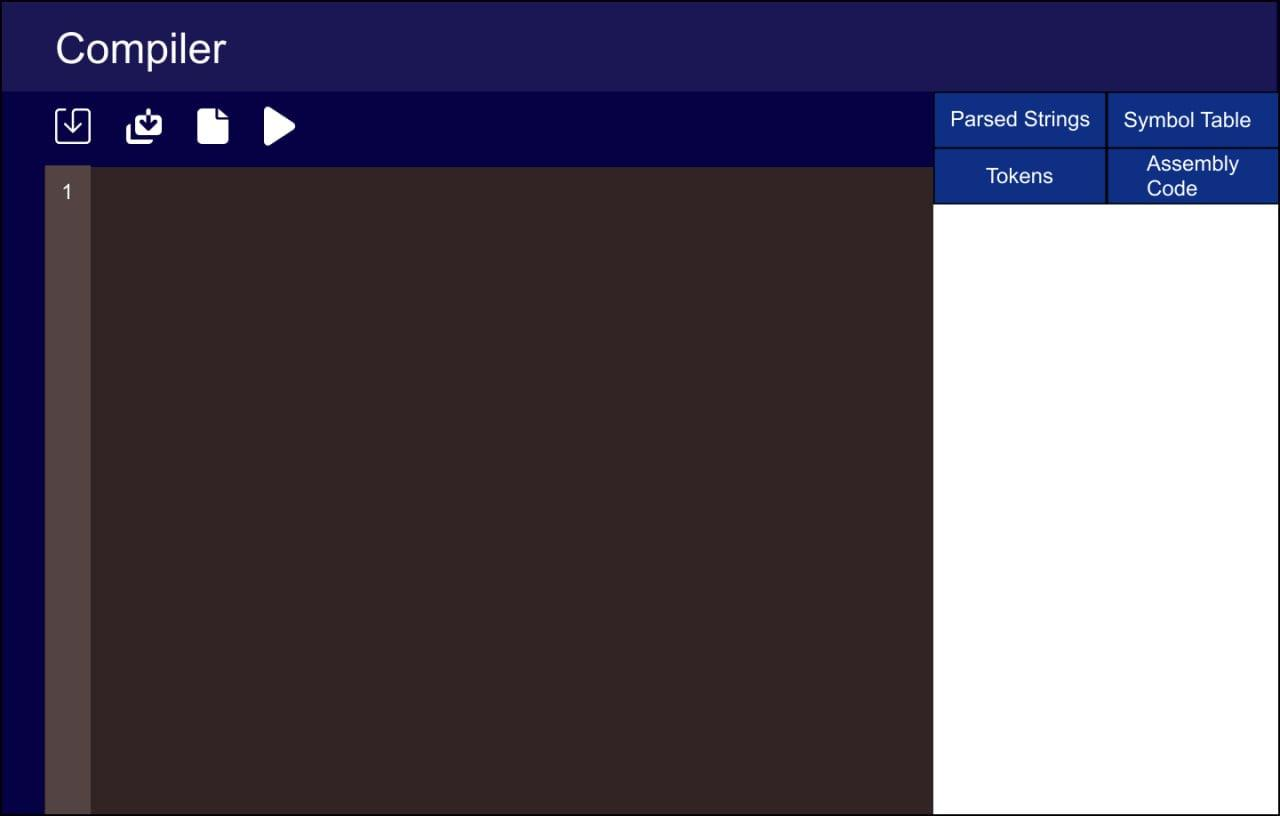 Compiler
Parsed Strings
Symbol Table
Tokens
Assembly
Code
1